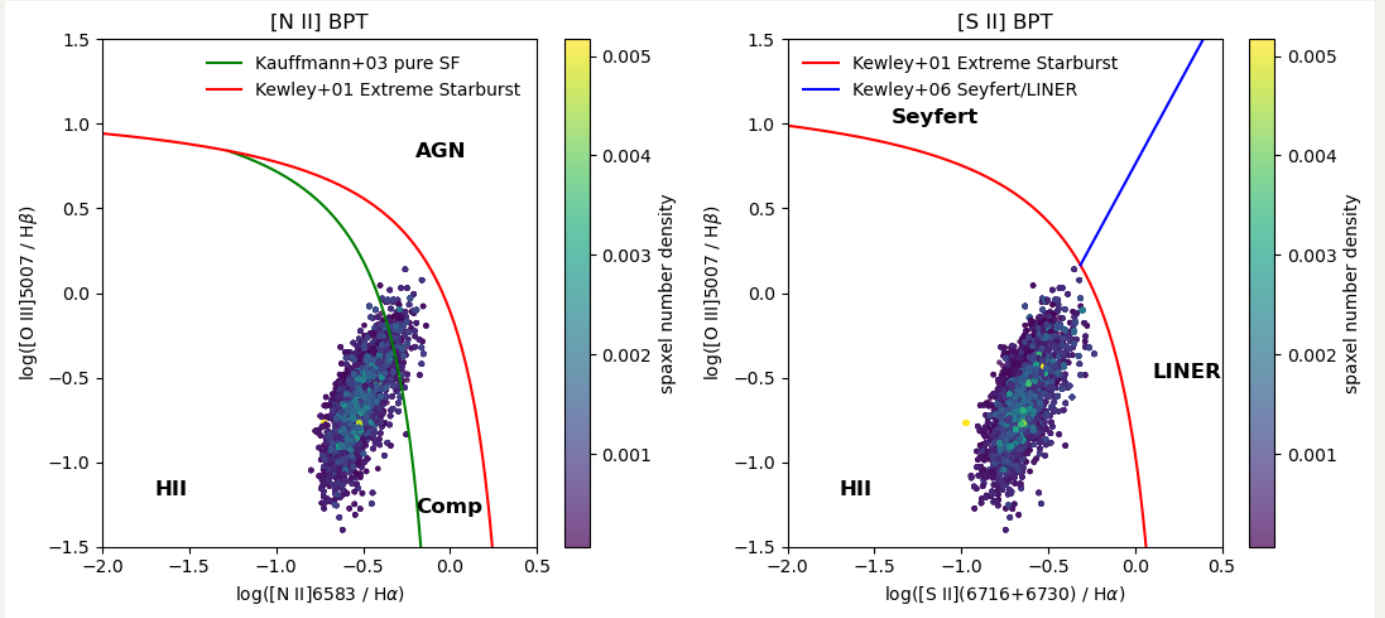 [N II] BPT
1.5
1.0
0.5
0.0
−0.5
−1.0
−1.5
log([O III]5007 / Hβ)
Kauffmann+03 pure SF
Kewley+01 Extreme Starburst
AGN
HII
Comp
−2.0 −1.5 −1.0 −0.5 0.0 0.5
log([N II]6583 / Hα)
0.005
0.004
0.003
0.002
0.001
spaxel number density
[S II] BPT
1.5
1.0
0.5
0.0
−0.5
−1.0
−1.5
log([O III]5007 / Hβ)
Kewley+01 Extreme Starburst
Kewley+06 Seyfert/LINER
Seyfert
LINER
HII
−2.0 −1.5 −1.0 −0.5 0.0 0.5
log([S II](6716+6730) / Hα)
0.005
0.004
0.003
0.002
0.001
spaxel number density